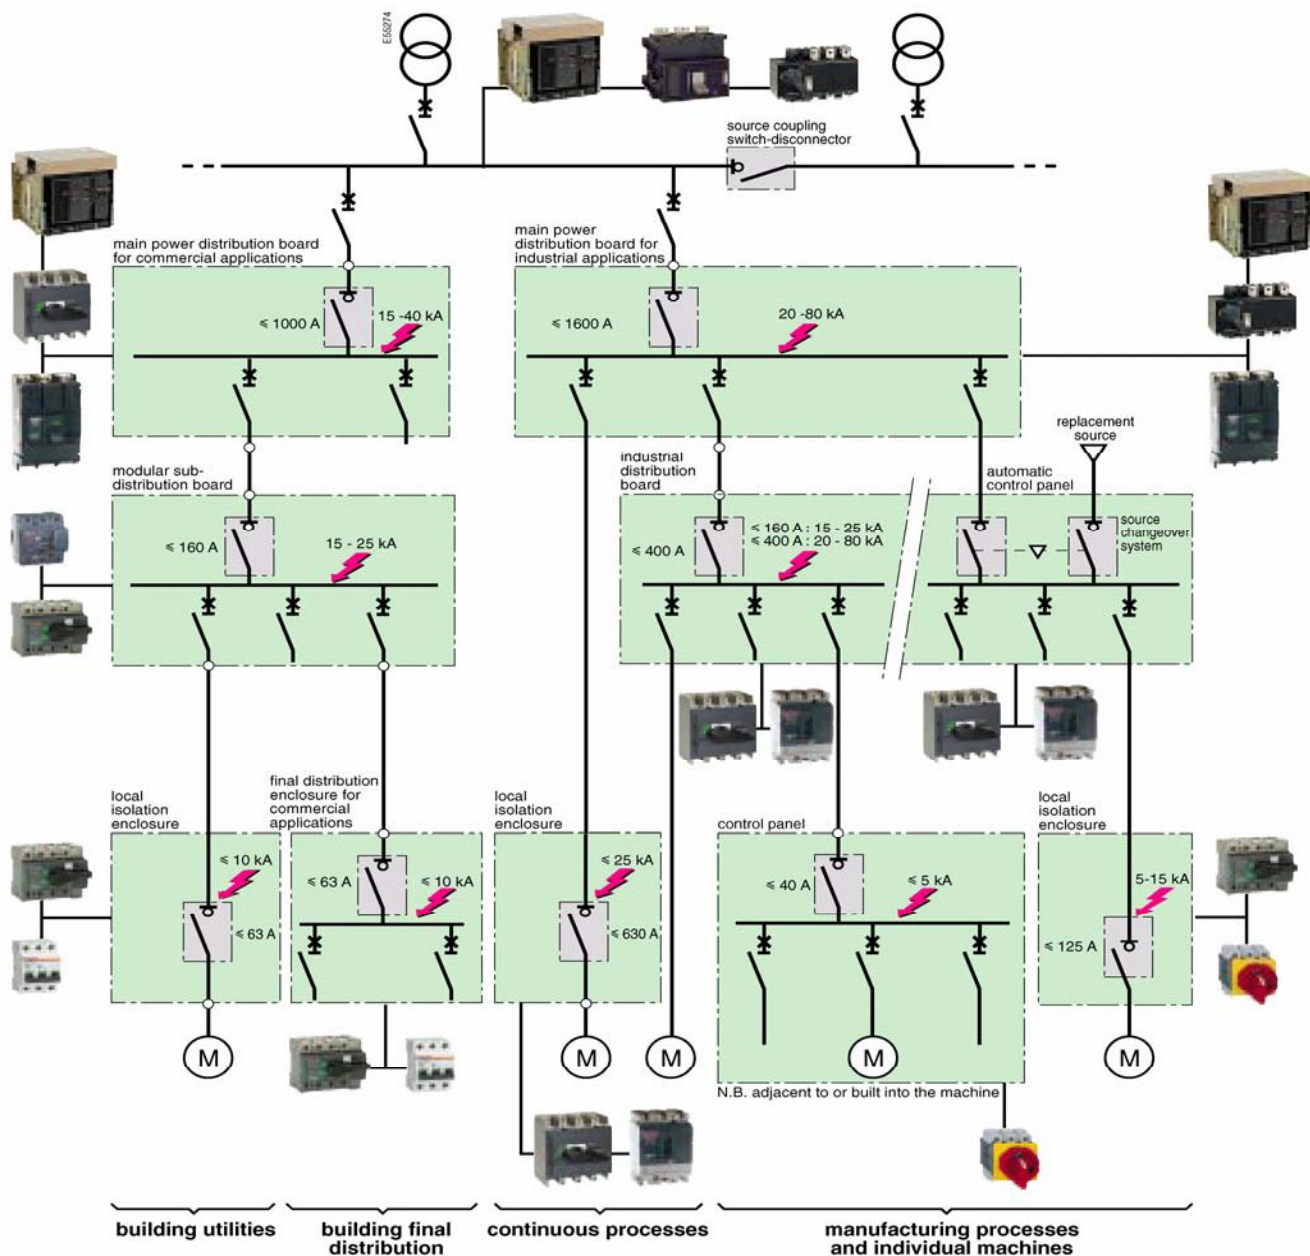 E55274
source coupling
switch-disconnector
main power distribution board
for commercial applications
main power
distribution board for
industrial applications
≤ 1000 A
15 -40 kA
≤ 1600 A
20 -80 kA
replacement
source
modular sub-
distribution board
industrial
distribution
board
automatic
control panel
≤ 160 A
15 - 25 kA
≤ 400 A
≤ 160 A : 15 - 25 kA
≤ 400 A : 20 - 80 kA
source
changeover
system
local
isolation
enclosure
final distribution
enclosure for
commercial
applications
local
isolation
enclosure
control panel
local
isolation
enclosure
≤ 10 kA
≤ 63 A
≤ 63 A
≤ 10 kA
≤ 25 kA
≤ 630 A
≤ 40 A
≤ 5 kA
5-15 kA
≤ 125 A
M
M
M
M
M
N.B. adjacent to or built into the machine
building utilities
building final
distribution
continuous processes
manufacturing processes
and individual machines